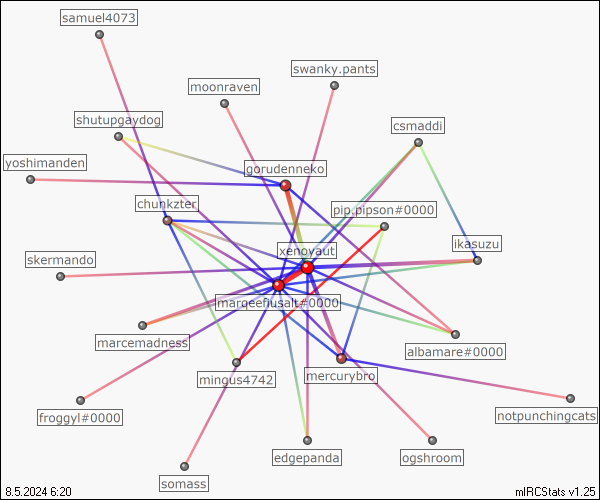 samuel4073
swanky.pants
moonraven
shutupgaydog
csmaddi
yoshimanden
gorudenneko
chunkzter
pip.pipson#0000
xenoyaut
ikasuzu
skermando
marqeefiusalt#0000
marcemadness
albamare#0000
mingus4742
mercurybro
froggyl#0000
notpunchingcats
edgepanda
ogshroom
somass
8.5.2024 6:20
mIRCStats v1.25